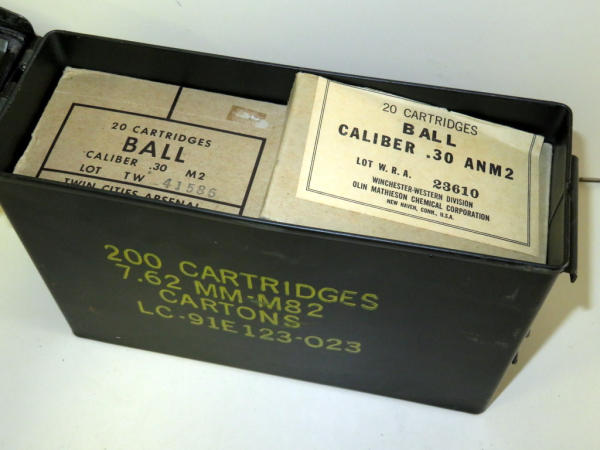 20 CARTRIDGES
BALL
CALIBER .30 M2
LOT TW 41586
TWIN CITIES ARSENAL
20 CARTRIDGES
BALL
CALIBER .30 ANM2
LOT W.R.A. 23610
WINCHESTER-WESTERN DIVISION
OLIN MATHIESON CHEMICAL CORPORATION
NEW HAVEN, CONN., U.S.A.
200 CARTRIDGES
7.62 MM-M82
CARTONS
LC-91E123-023